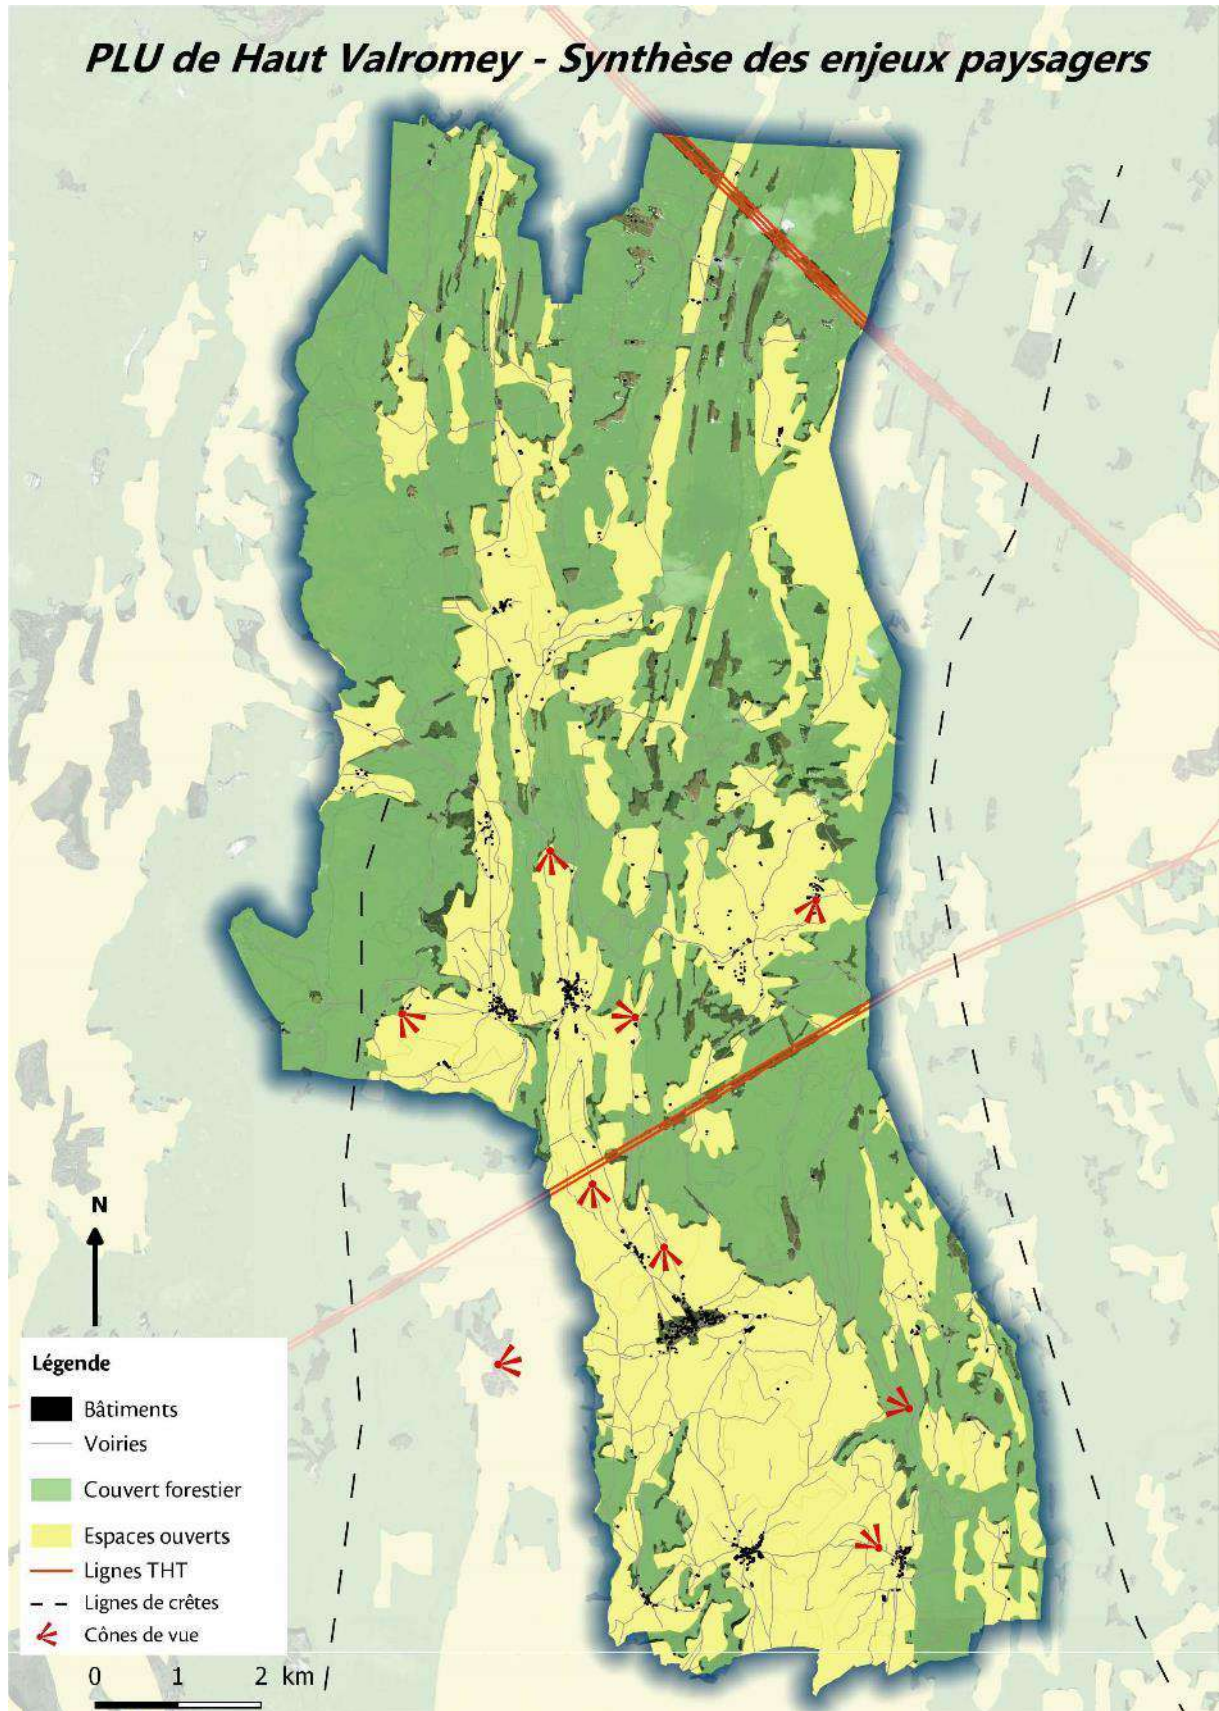 PLU de Haut Valromey - Synthèse des enjeux paysagers
N
Légende
Bâtiments
Voiries
Couvert forestier
Espaces ouverts
Lignes THT
Lignes de crêtes
Cônes de vue
0 1 2 km